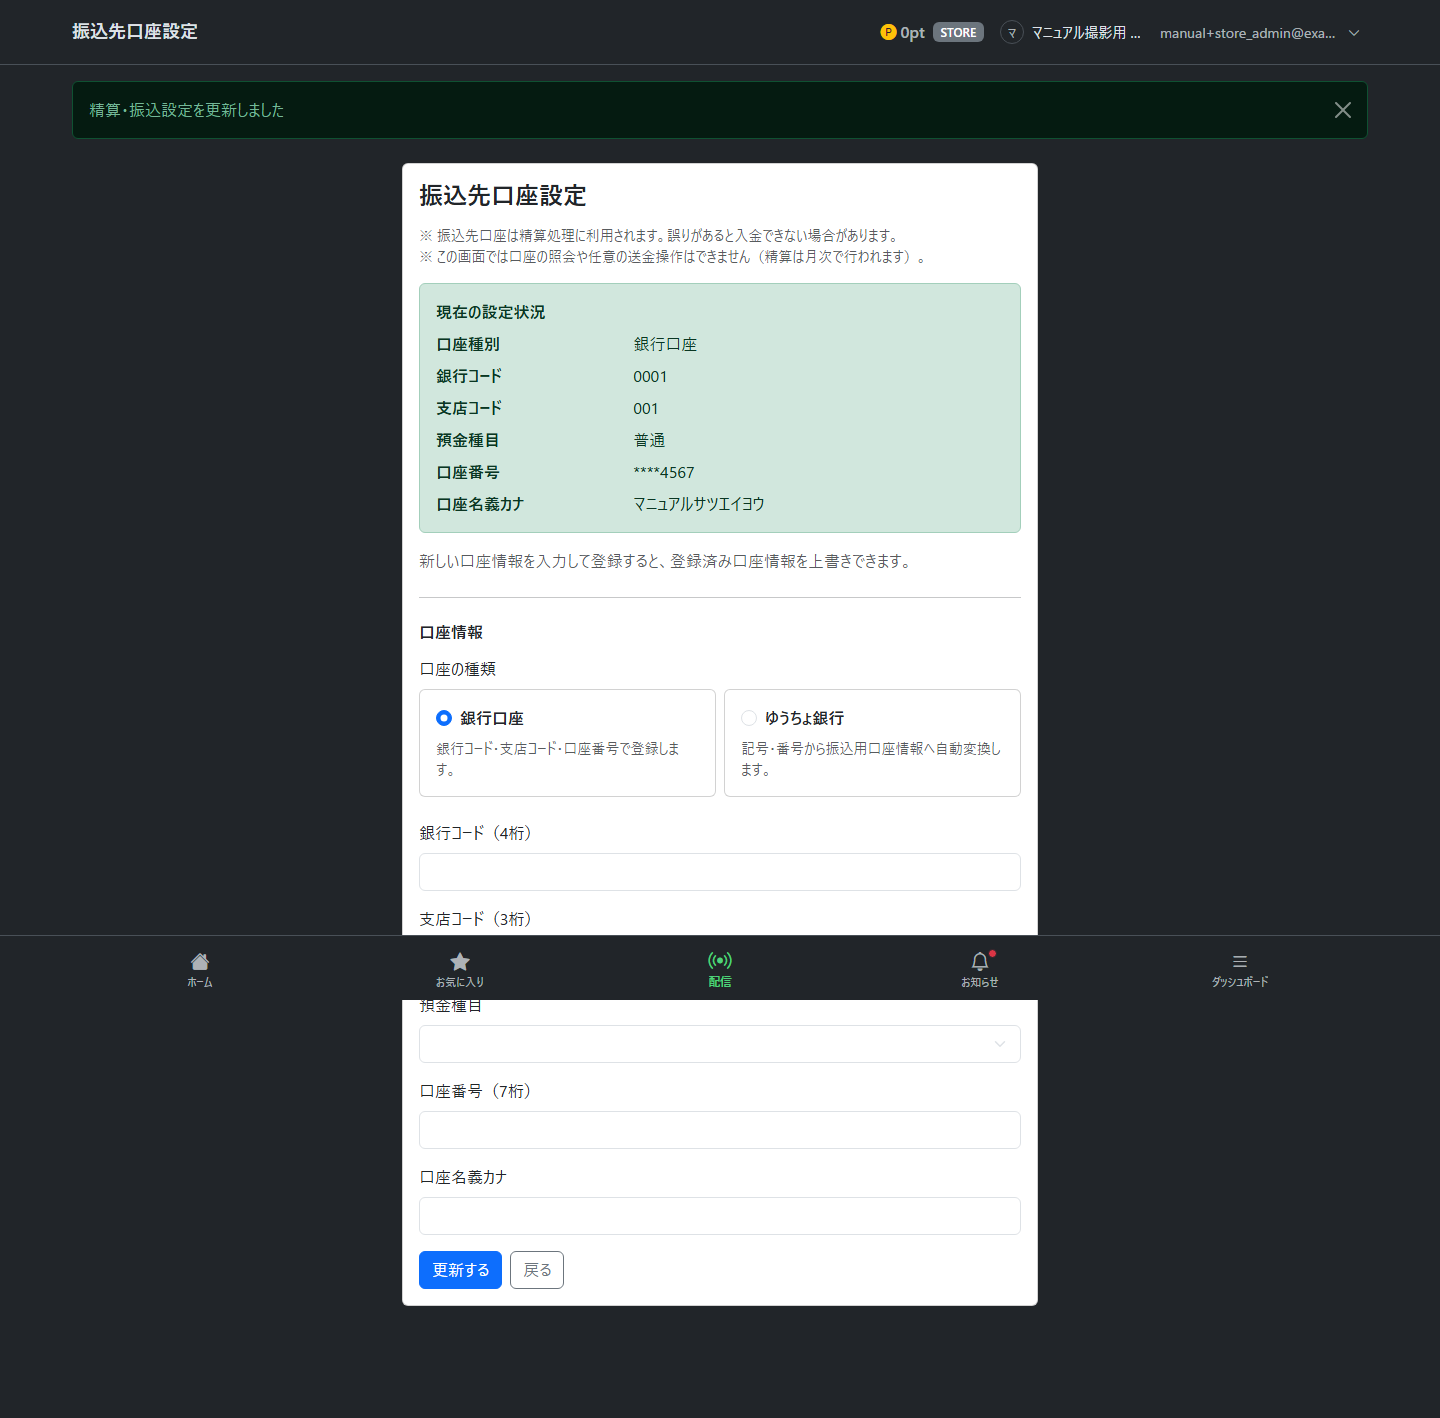 振込先口座設定
P 0pt STORE マ マニュアル撮影用 ... manual+store_admin@exa...
精算・振込設定を更新しました
振込先口座設定
※ 振込先口座は精算処理に利用されます。誤りがあると入金できない場合があります。
※ この画面では口座の照会や任意の送金操作はできません（精算は月次で行われます）。
現在の設定状況
口座種別 銀行口座
銀行コード 0001
支店コード 001
預金種目 普通
口座番号 ****4567
口座名義カナ マニュアルサツエイヨウ
新しい口座情報を入力して登録すると、登録済み口座情報を上書きできます。
口座情報
口座の種類
銀行口座
銀行コード・支店コード・口座番号で登録しま
す。
ゆうちょ銀行
記号・番号から振込用口座情報へ自動変換し
ます。
銀行コード（4桁）
支店コード（3桁）
ホーム お気に入り 配信 お知らせ ダッシュボード
預金種目
口座番号（7桁）
口座名義カナ
更新する 戻る